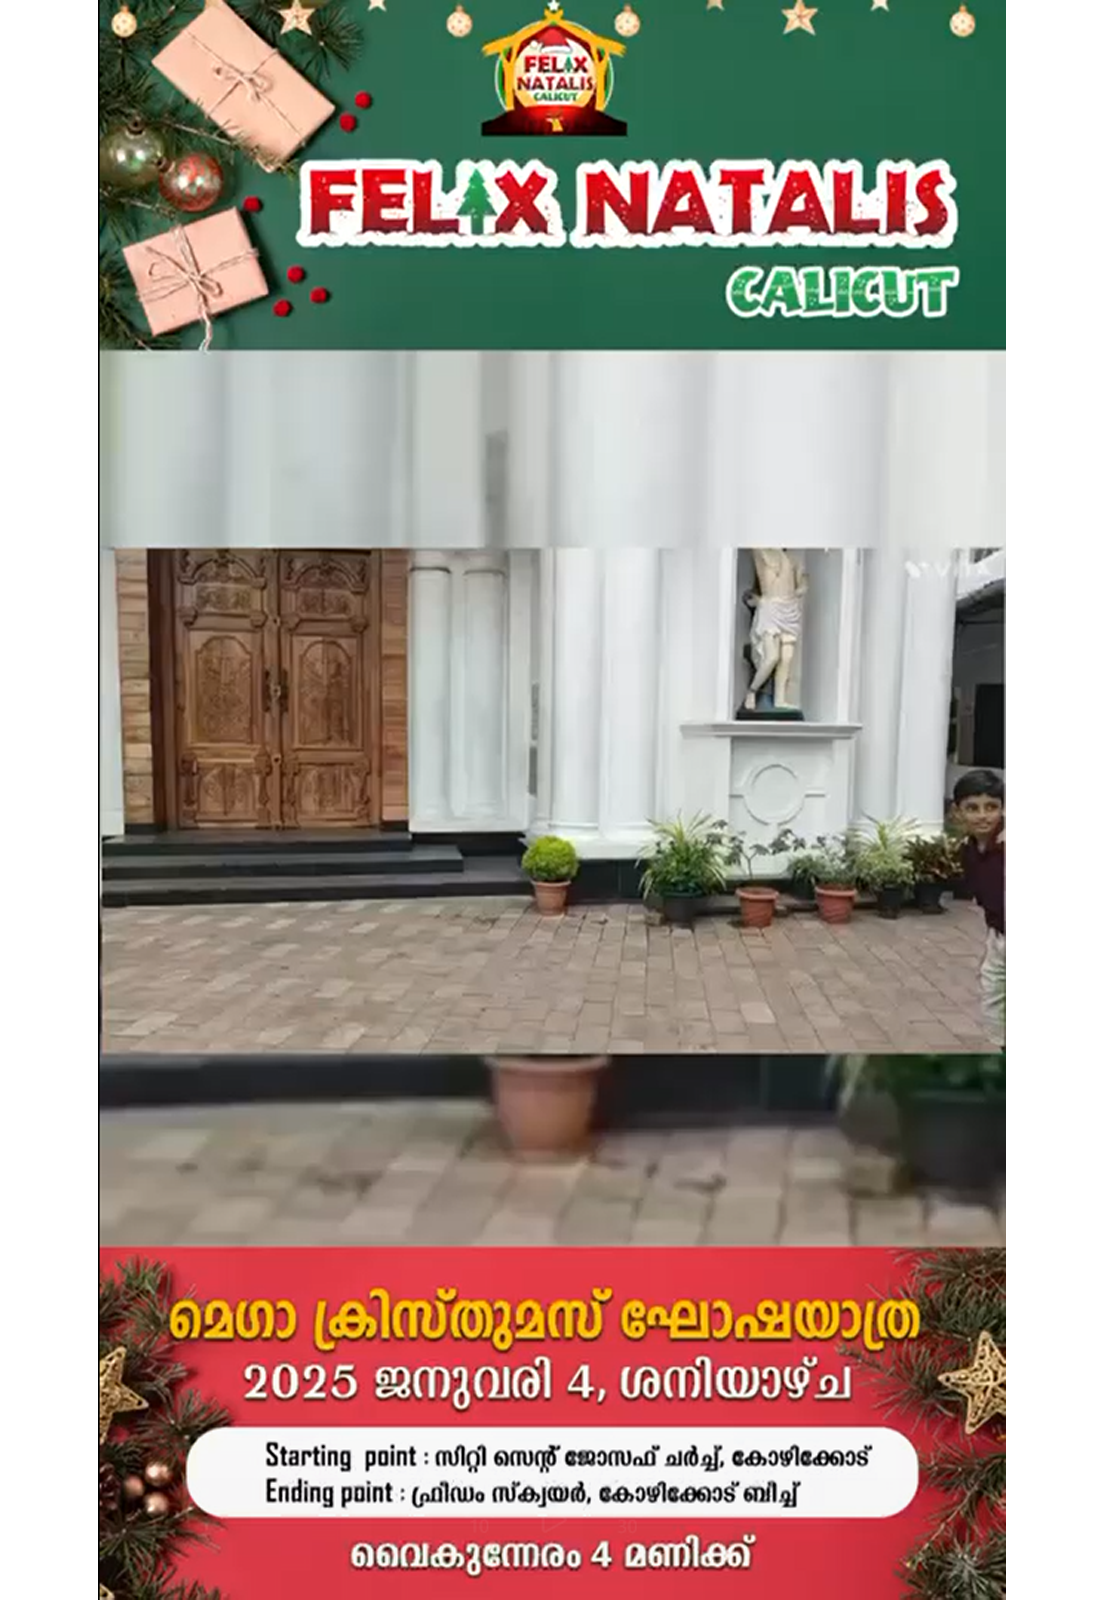 FELIX
NATALIS
CALICUT
FELIX NATALIS
CALICUT
VITA
മെഗാ ക്രിസ്തുമസ് ഘോഷയാത്ര
2025 ജനുവരി 4, ശനിയാഴ്ച
Starting point : സിറ്റി സെന്റ് ജോസഫ് ചർച്ച്, കോഴിക്കോട്
Ending point : ഫ്രീഡം സ്ക്വയർ, കോഴിക്കോട് ബീച്ച്
വൈകുന്നേരം 4 മണിക്ക്